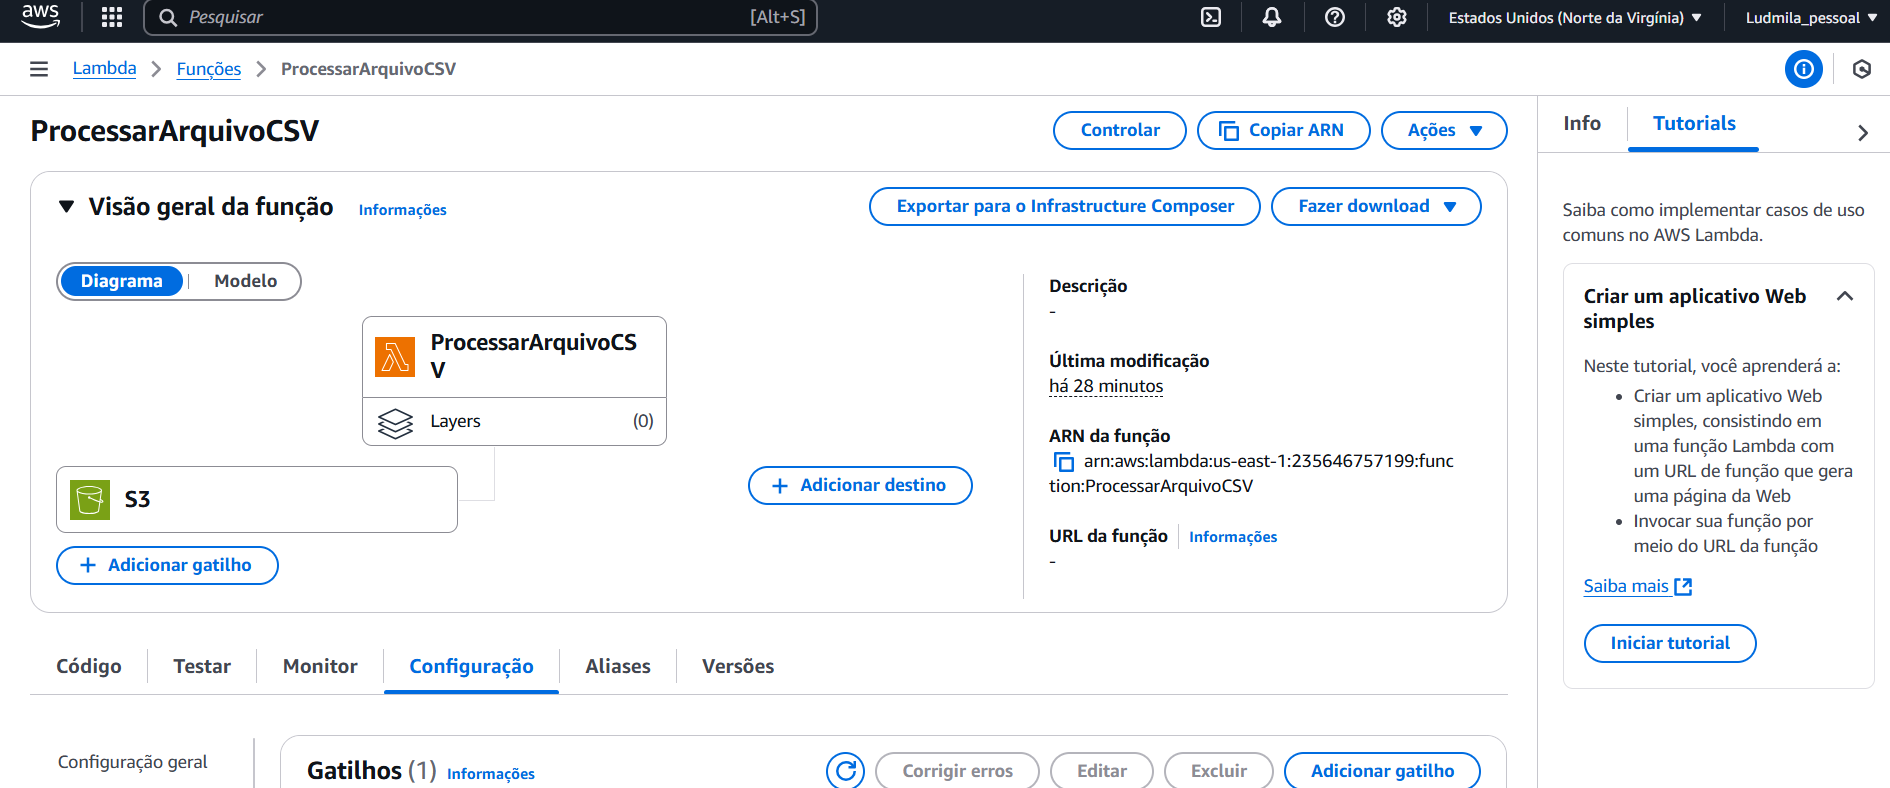 aws
Pesquisar
[Alt+S]
Estados Unidos (Norte da Virgínia)
Ludmila_pessoal
Lambda
Funções
ProcessarArquivoCSV
ProcessarArquivoCSV
Controlar
Copiar ARN
Ações
Visão geral da função
Informações
Exportar para o Infrastructure Composer
Fazer download
Diagrama
Modelo
ProcessarArquivoCS
V
Layers
(0)
S3
Adicionar gatilho
Adicionar destino
Descrição
-
Última modificação
há 28 minutos
ARN da função
arn:aws:lambda:us-east-1:235646757199:func
tion:ProcessarArquivoCSV
URL da função
Informações
-
Código
Testar
Monitor
Configuração
Aliases
Versões
Configuração geral
Gatilhos (1)
Informações
Corrigir erros
Editar
Excluir
Adicionar gatilho
Info
Tutorials
Saiba como implementar casos de uso
comuns no AWS Lambda.
Criar um aplicativo Web
simples
Neste tutorial, você aprenderá a:
• Criar um aplicativo Web
simples, consistindo em
uma função Lambda com
um URL de função que gera
uma página da Web
• Invocar sua função por
meio do URL da função
Saiba mais
Iniciar tutorial